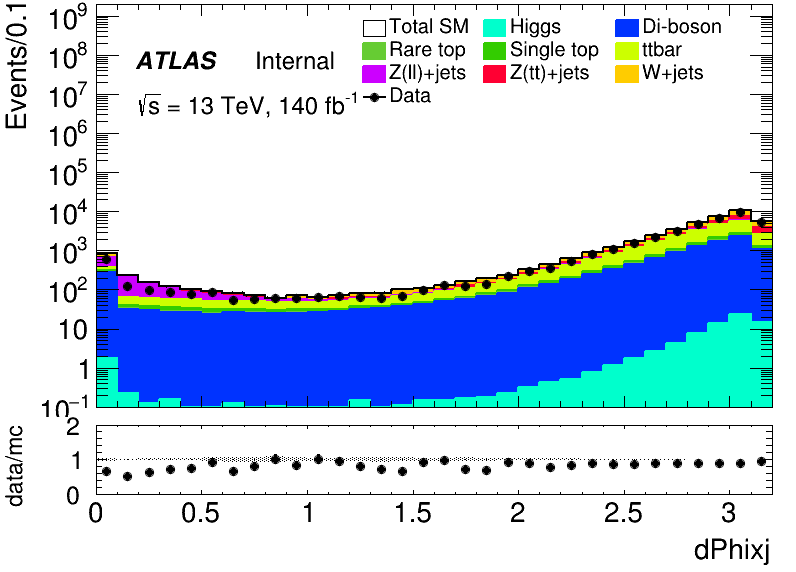 Events/0.1
10⁹
10⁸
10⁷
10⁶
10⁵
10⁴
10³
10²
10
1
10⁻¹
ATLAS Internal
√s = 13 TeV, 140 fb⁻¹
Total SM Higgs Di-boson
Rare top Single top ttbar
Z(ll)+jets Z(tt)+jets W+jets
Data
data/mc
2
1
0
0 0.5 1 1.5 2 2.5 3
dPhixj